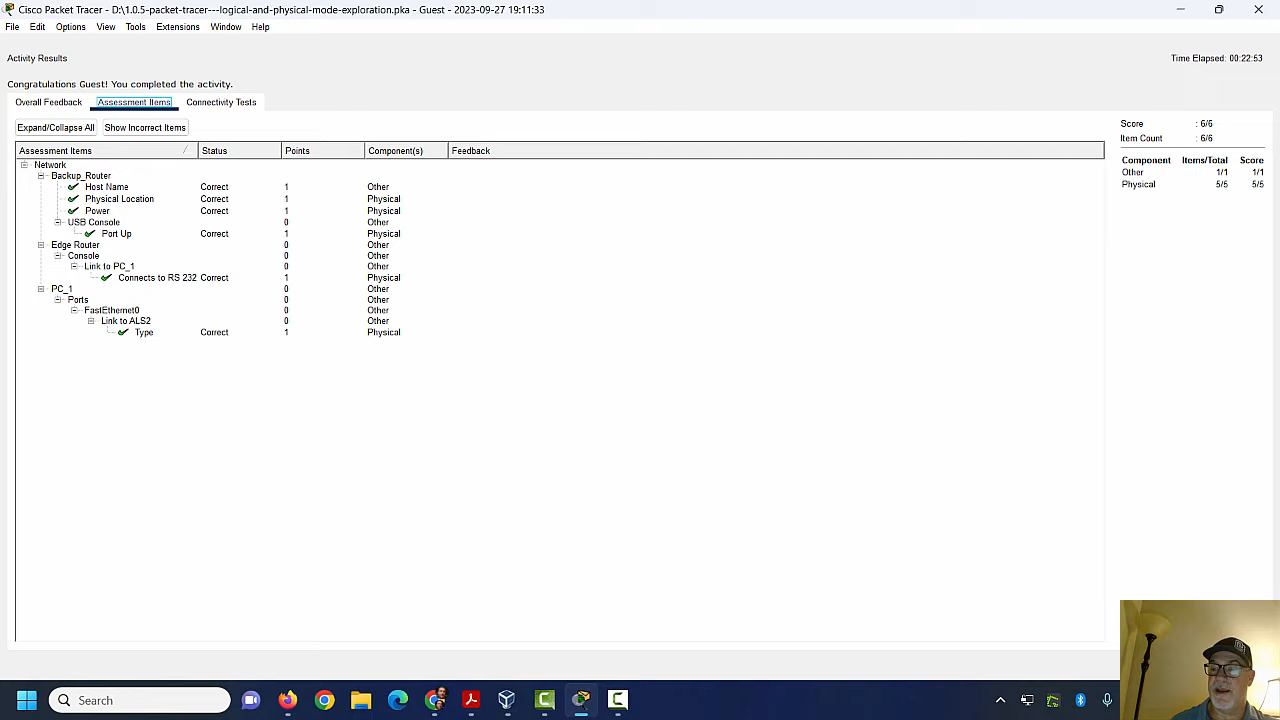 Cisco Packet Tracer - D:\1.0.5-packet-tracer---logical-and-physical-mode-exploration.pka - Guest - 2023-09-27 19:11:33
File Edit Options View Tools Extensions Window Help
Activity Results
Time Elapsed: 00:22:53
Congratulations Guest! You completed the activity.
Overall Feedback Assessment Items Connectivity Tests
Expand/Collapse All Show Incorrect Items
Assessment Items Status Points Component(s) Feedback
Network
Backup_Router
Host Name Correct 1 Other
Physical Location Correct 1 Physical
Power Correct 1 Physical
USB Console 0 Other
Port Up Correct 1 Physical
Edge Router 0 Other
Console 0 Other
Link to PC_1 0 Other
Connects to RS 232 Correct 1 Physical
PC_1 0 Other
Ports 0 Other
FastEthernet0 0 Other
Link to ALS2 0 Other
Type Correct 1 Physical
Score : 6/6
Item Count : 6/6
Component Items/Total Score
Other 1/1 1/1
Physical 5/5 5/5
Search